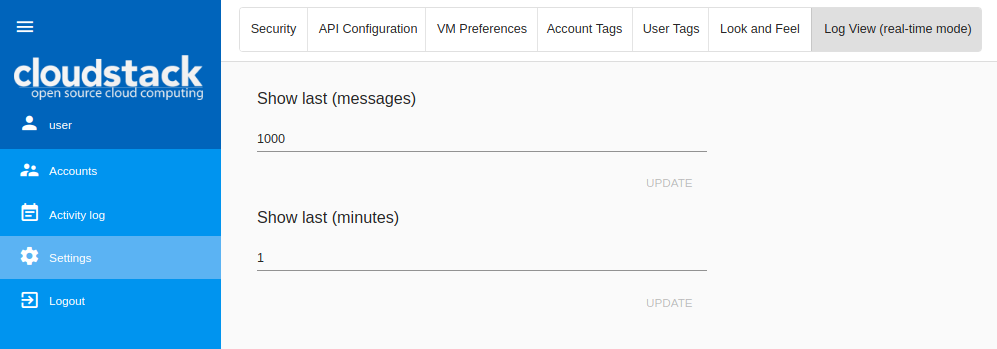 Security API Configuration VM Preferences Account Tags User Tags Look and Feel Log View (real-time mode)
cloudstack
open source cloud computing
user
Accounts
Activity log
Settings
Logout
Show last (messages)
1000
UPDATE
Show last (minutes)
1
UPDATE